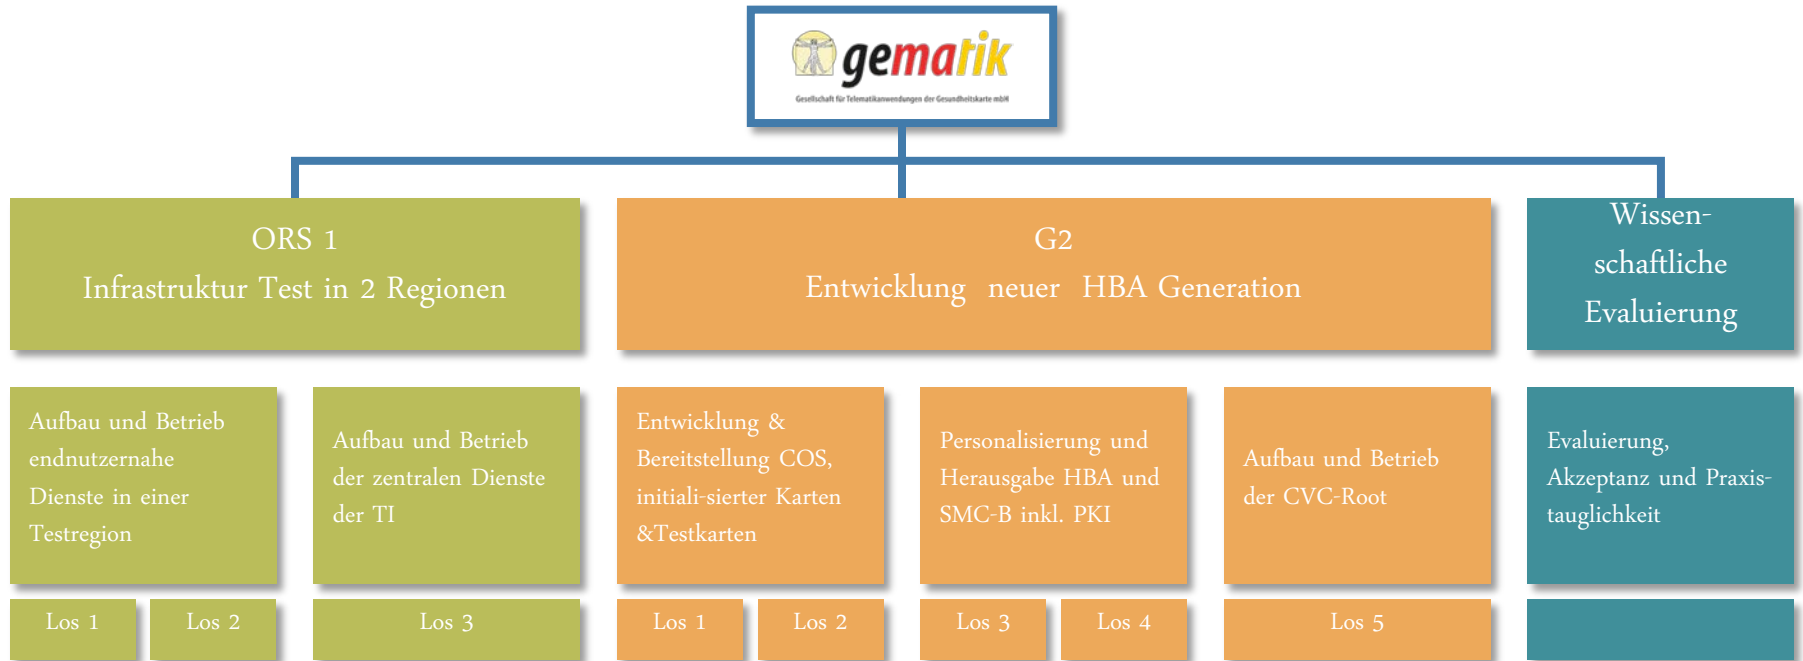 gematik
Gesellschaft für Telematikanwendungen der Gesundheitskarte mbH
ORS 1
Infrastruktur Test in 2 Regionen
G2
Entwicklung neuer HBA Generation
Wissen-
schaftliche
Evaluierung
Aufbau und Betrieb
endnutzernahe
Dienste in einer
Testregion
Aufbau und Betrieb
der zentralen Dienste
der TI
Entwicklung &
Bereitstellung COS,
initiali-sierter Karten
&Testkarten
Personalisierung und
Herausgabe HBA und
SMC-B inkl. PKI
Aufbau und Betrieb
der CVC-Root
Evaluierung,
Akzeptanz und Praxis-
tauglichkeit
Los 1
Los 2
Los 3
Los 1
Los 2
Los 3
Los 4
Los 5